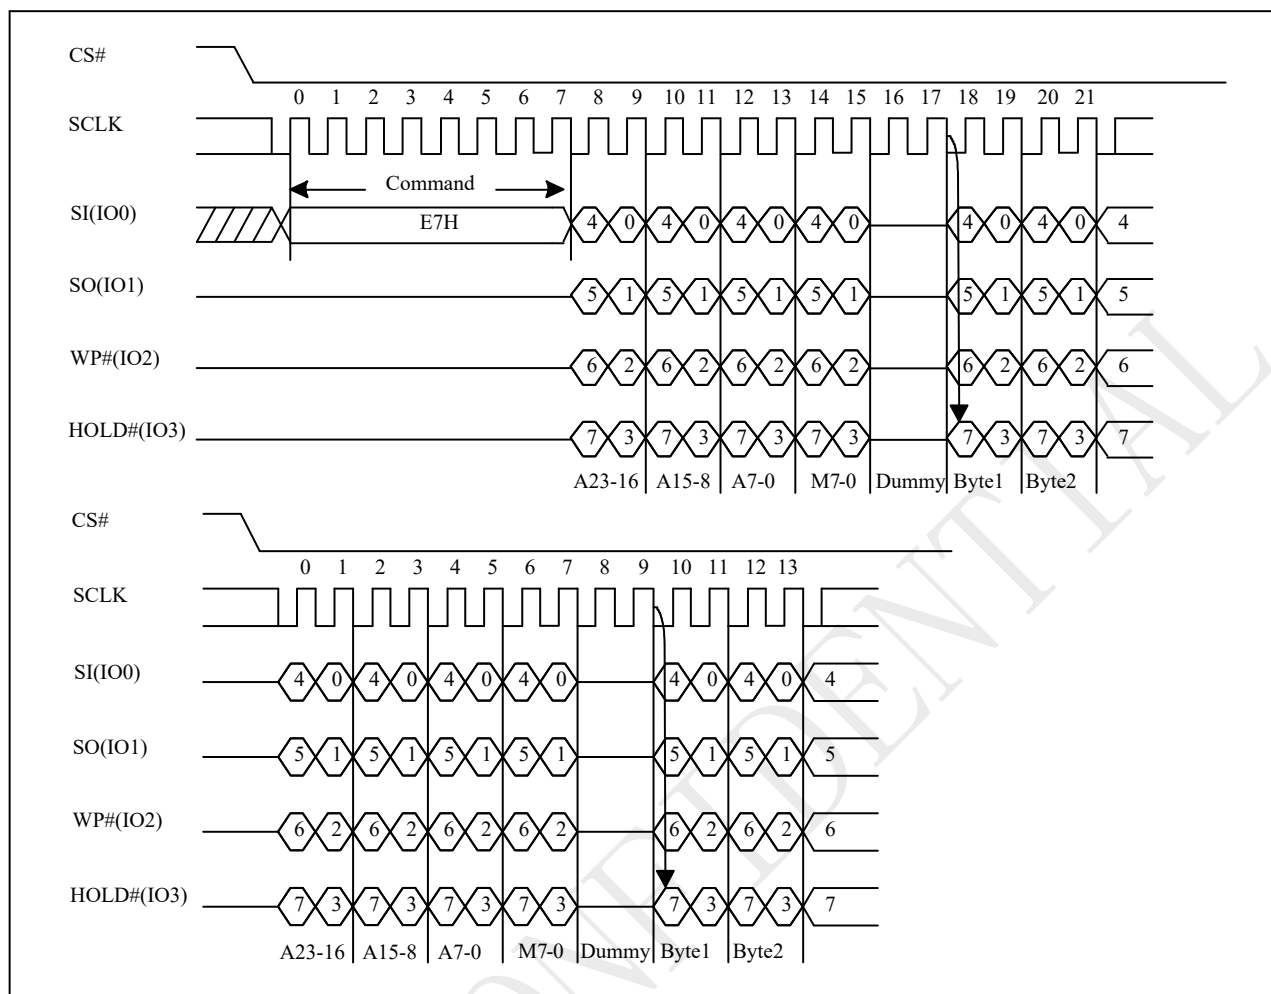 CS#
0 1 2 3 4 5 6 7 8 9 10 11 12 13 14 15 16 17 18 19 20 21
SCLK
Command
SI(IO0) E7H 4 0 4 0 4 0 4 0 4 0 4 0 4
SO(IO1) 5 1 5 1 5 1 5 1 5 1 5 1 5
WP#(IO2) 6 2 6 2 6 2 6 2 6 2 6 2 6
HOLD#(IO3) 7 3 7 3 7 3 7 3 7 3 7 3 7
A23-16 A15-8 A7-0 M7-0 Dummy Byte1 Byte2
CS#
0 1 2 3 4 5 6 7 8 9 10 11 12 13
SCLK
SI(IO0) 4 0 4 0 4 0 4 0 4 0 4 0 4
SO(IO1) 5 1 5 1 5 1 5 1 5 1 5 1 5
WP#(IO2) 6 2 6 2 6 2 6 2 6 2 6 2 6
HOLD#(IO3) 7 3 7 3 7 3 7 3 7 3 7 3 7
A23-16 A15-8 A7-0 M7-0 Dummy Byte1 Byte2